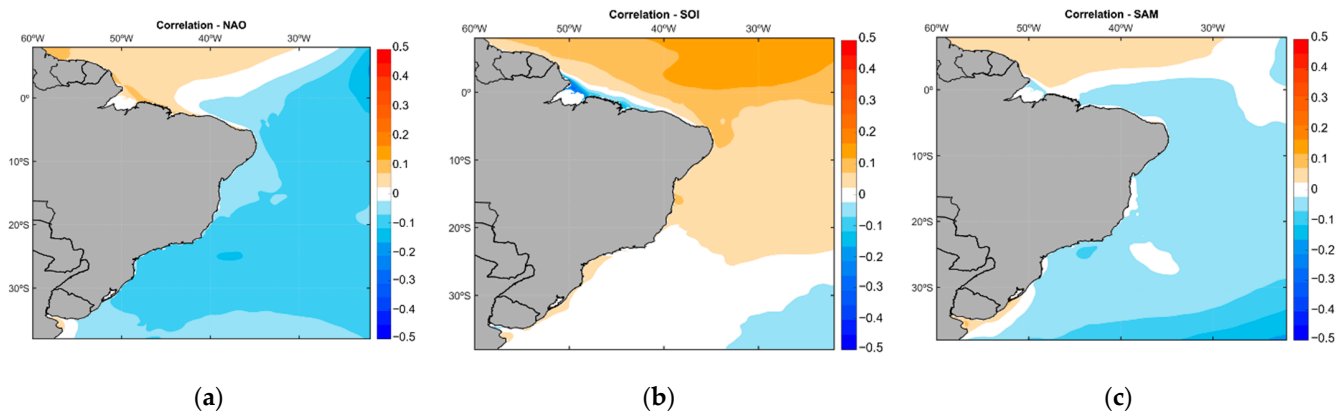 Correlation - NAO
60°W 50°W 40°W 30°W
0°
10°S
20°S
30°S
0.5
0.4
0.3
0.2
0.1
0
−0.1
−0.2
−0.3
−0.4
−0.5
(a)
Correlation - SOI
60°W 50°W 40°W 30°W
0°
10°S
20°S
30°S
0.5
0.4
0.3
0.2
0.1
0
−0.1
−0.2
−0.3
−0.4
−0.5
(b)
Correlation - SAM
60°W 50°W 40°W 30°W
0°
10°S
20°S
30°S
0.5
0.4
0.3
0.2
0.1
0
−0.1
−0.2
−0.3
−0.4
−0.5
(c)